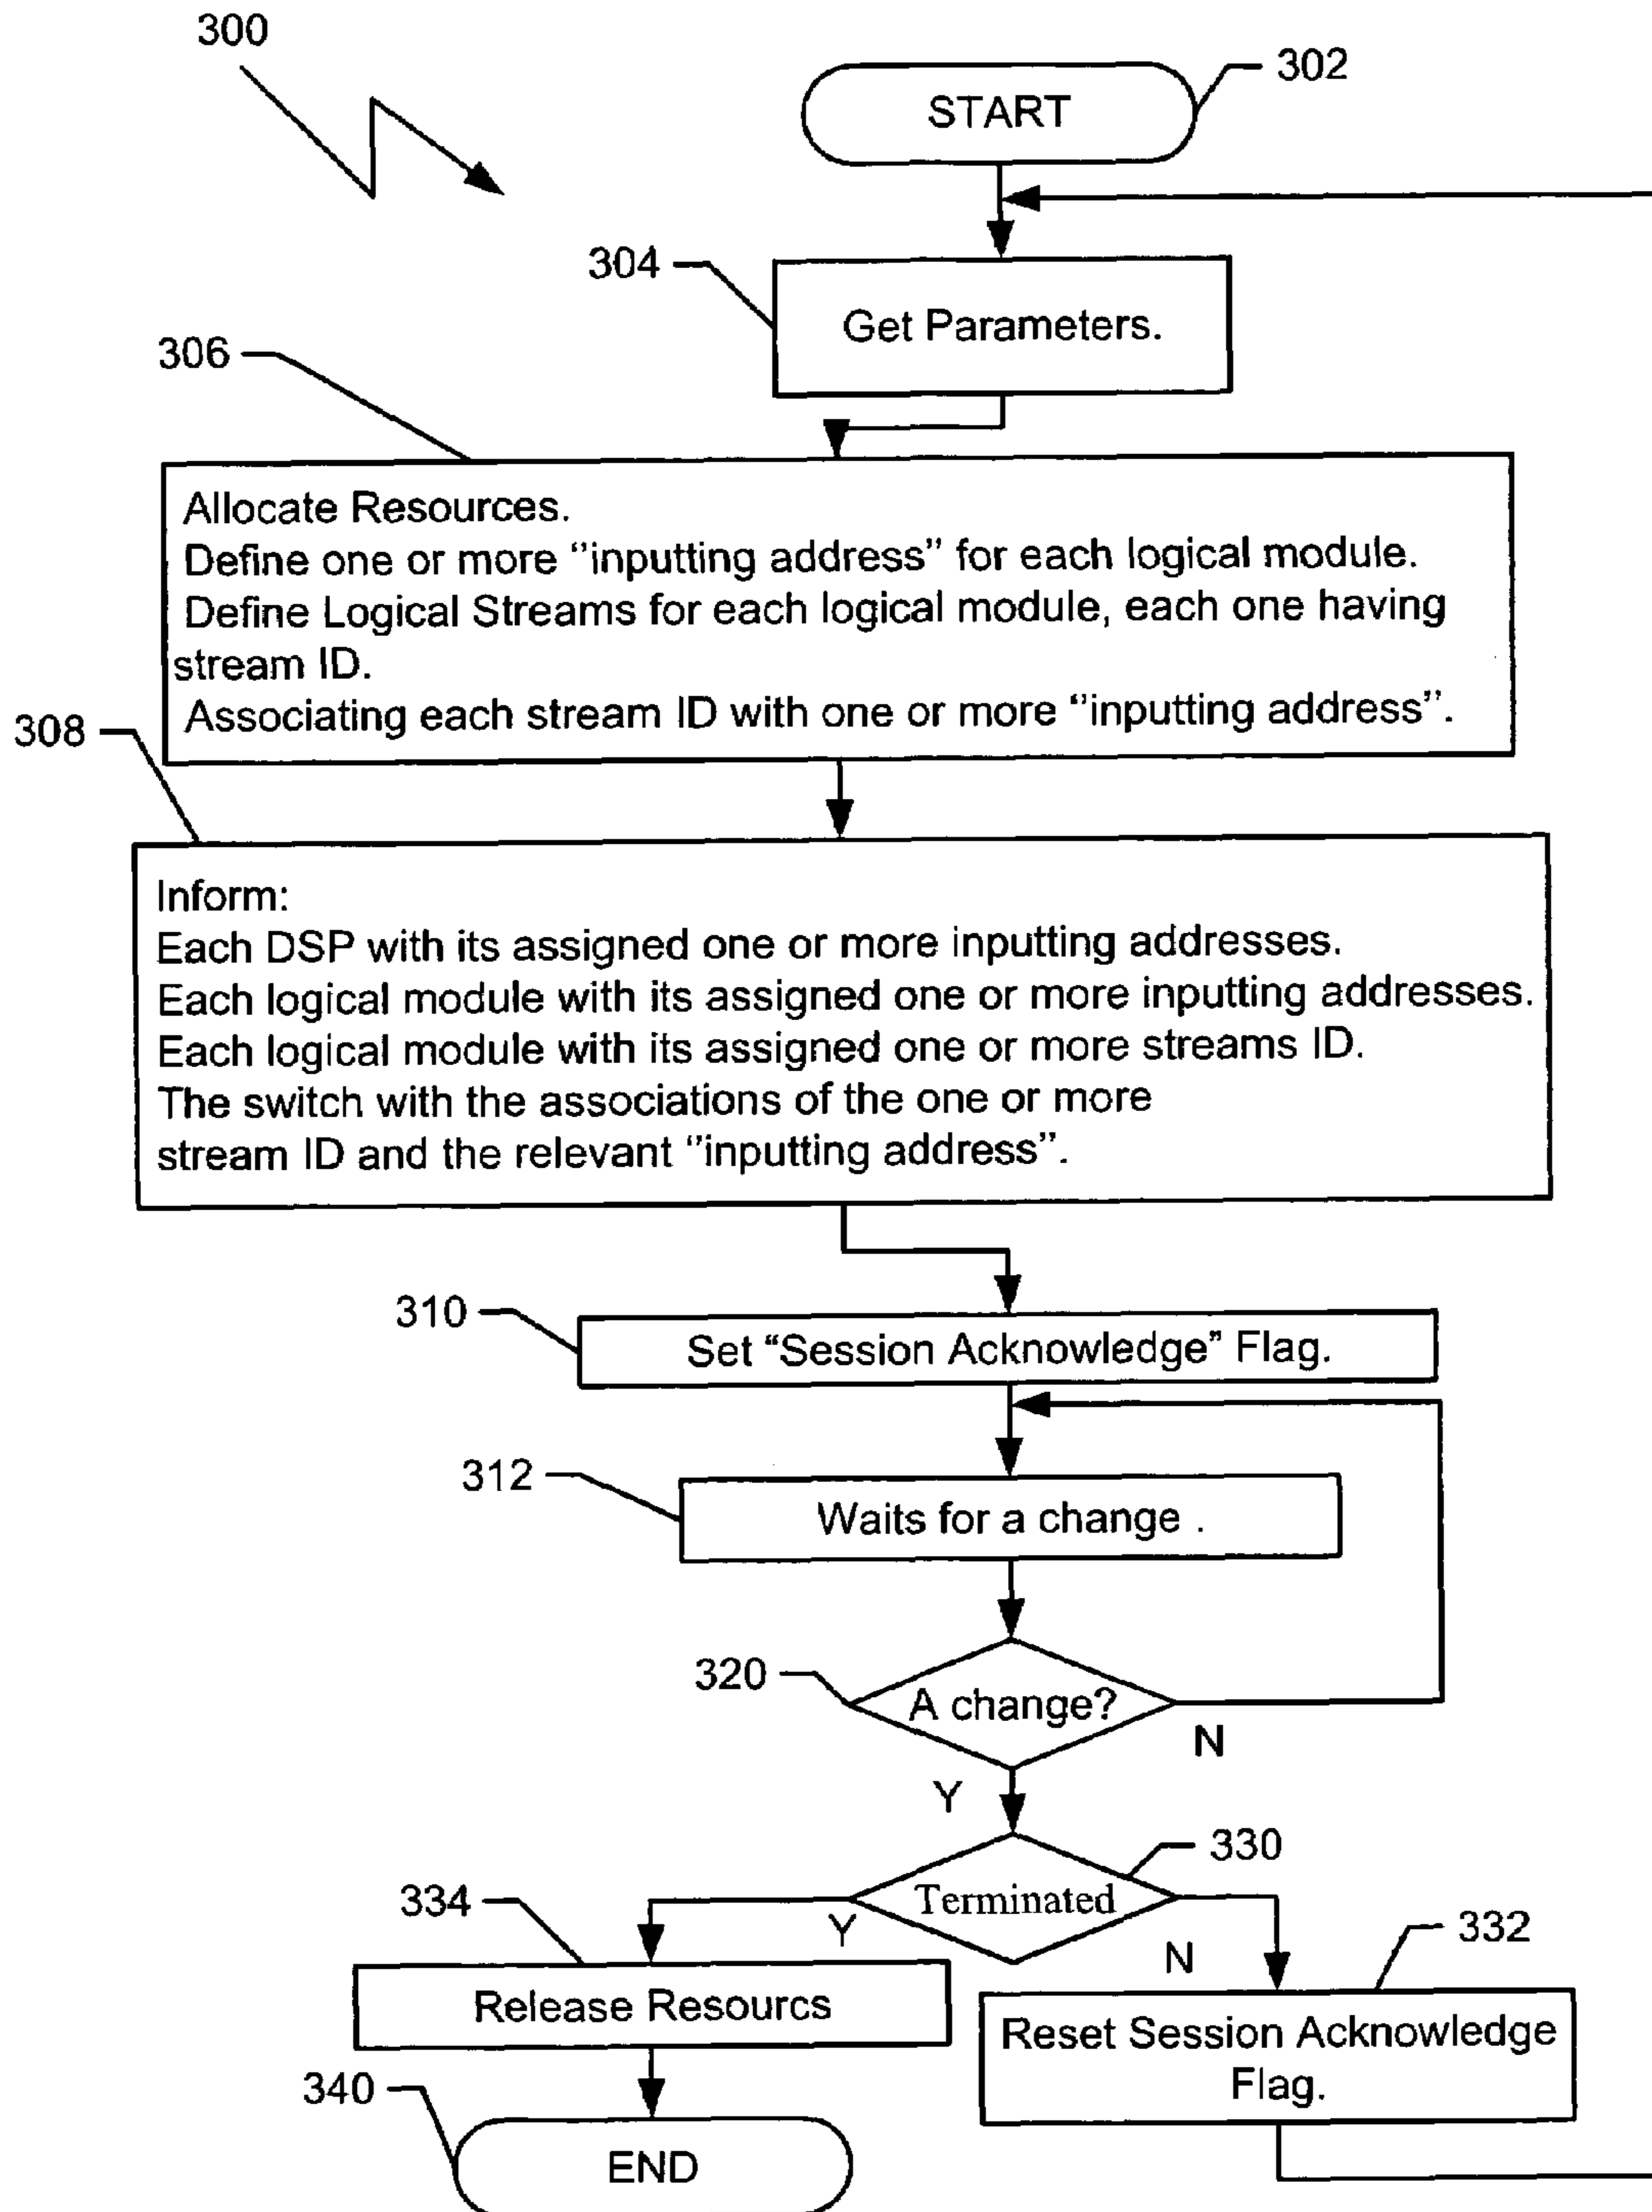 300
START
302
304
Get Parameters.
306
Allocate Resources.
Define one or more "inputting address" for each logical module.
Define Logical Streams for each logical module, each one having
stream ID.
Associating each stream ID with one or more "inputting address".
308
Inform:
Each DSP with its assigned one or more inputting addresses.
Each logical module with its assigned one or more inputting addresses.
Each logical module with its assigned one or more streams ID.
The switch with the associations of the one or more
stream ID and the relevant "inputting address".
310
Set “Session Acknowledge” Flag.
312
Waits for a change .
320
A change?
N
Y
330
Terminated
334
Y
N
332
Release Resourcs
Reset Session Acknowledge
Flag.
340
END